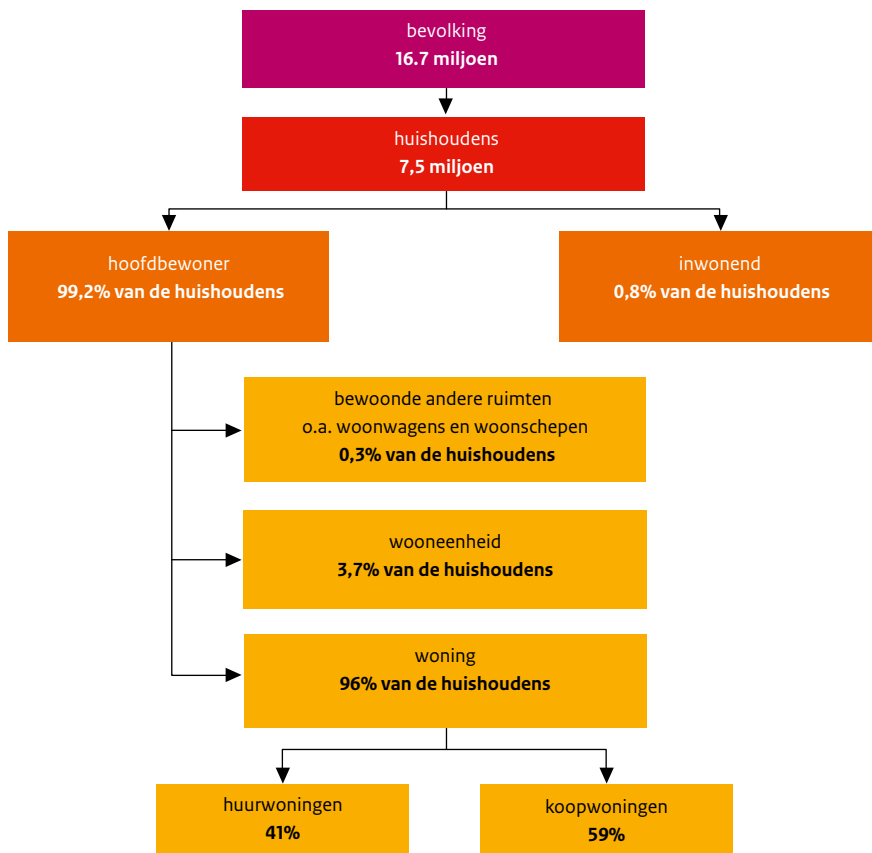 bevolking
16.7 miljoen
huishoudens
7,5 miljoen
hoofdbewoner
99,2% van de huishoudens
inwonend
0,8% van de huishoudens
bewoonde andere ruimten
o.a. woonwagens en woonschepen
0,3% van de huishoudens
wooneenheid
3,7% van de huishoudens
woning
96% van de huishoudens
huurwoningen
41%
koopwoningen
59%